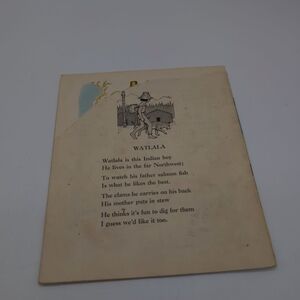 WATLALA
Watlala is this Indian boy
He lives in the far Northwest;
To watch his father salmon fish
Is what he likes the best.
The clams he carries on his back
His mother puts in stew
He thinks it's fun to dig for them
I guess we'd like it too.